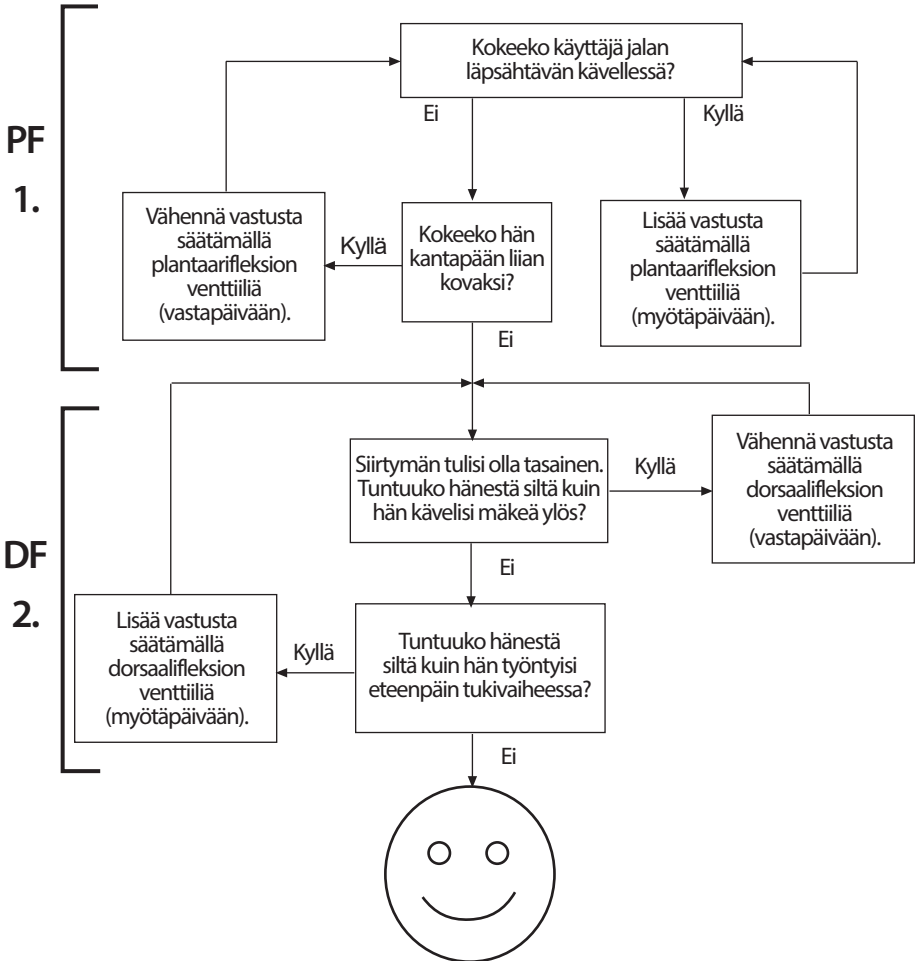 Kokeeko käyttäjä jalan
läpsähtävän kävellessä?
Ei
Kyllä
PF
1.
Vähennä vastusta
säätämällä
plantaarifleksion
venttiiliä
(vastapäivään).
Kyllä
Kokeeko hän
kantapään liian
kovaksi?
Lisää vastusta
säätämällä
plantaarifleksion
venttiiliä
(myötäpäivään).
Ei
DF
2.
Siirtymän tulisi olla tasainen.
Tuntuuko hänestä siltä kuin
hän kävelisi mäkeä ylös?
Kyllä
Vähennä vastusta
säätämällä
dorsaalifleksion
venttiiliä
(vastapäivään).
Ei
Lisää vastusta
säätämällä
dorsaalifleksion
venttiiliä
(myötäpäivään).
Kyllä
Tuntuuko hänestä
siltä kuin hän työntyisi
eteenpäin tukivaiheessa?
Ei